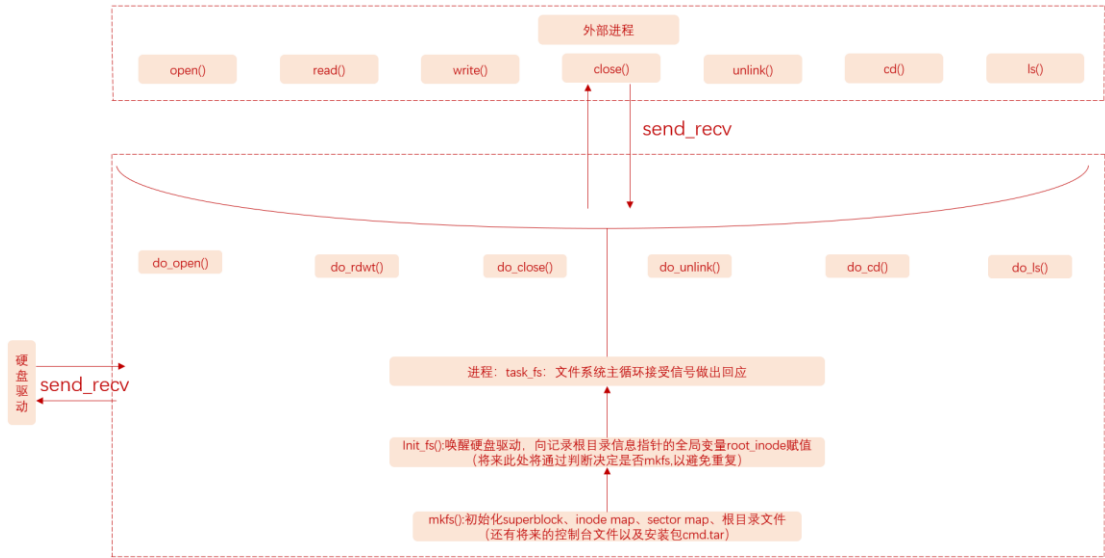 外部进程
open()
read()
write()
close()
unlink()
cd()
ls()
send_recv
do_open()
do_rdwt()
do_close()
do_unlink()
do_cd()
do_ls()
硬
盘
驱
动
send_recv
进程：task_fs：文件系统主循环接受信号做出回应
Init_fs():唤醒硬盘驱动，向记录根目录信息指针的全局变量root_inode赋值
（将来此处将通过判断决定是否mkfs,以避免重复）
mkfs():初始化superblock、inode map、sector map、根目录文件
（还有将来的控制台文件以及安装包cmd.tar）